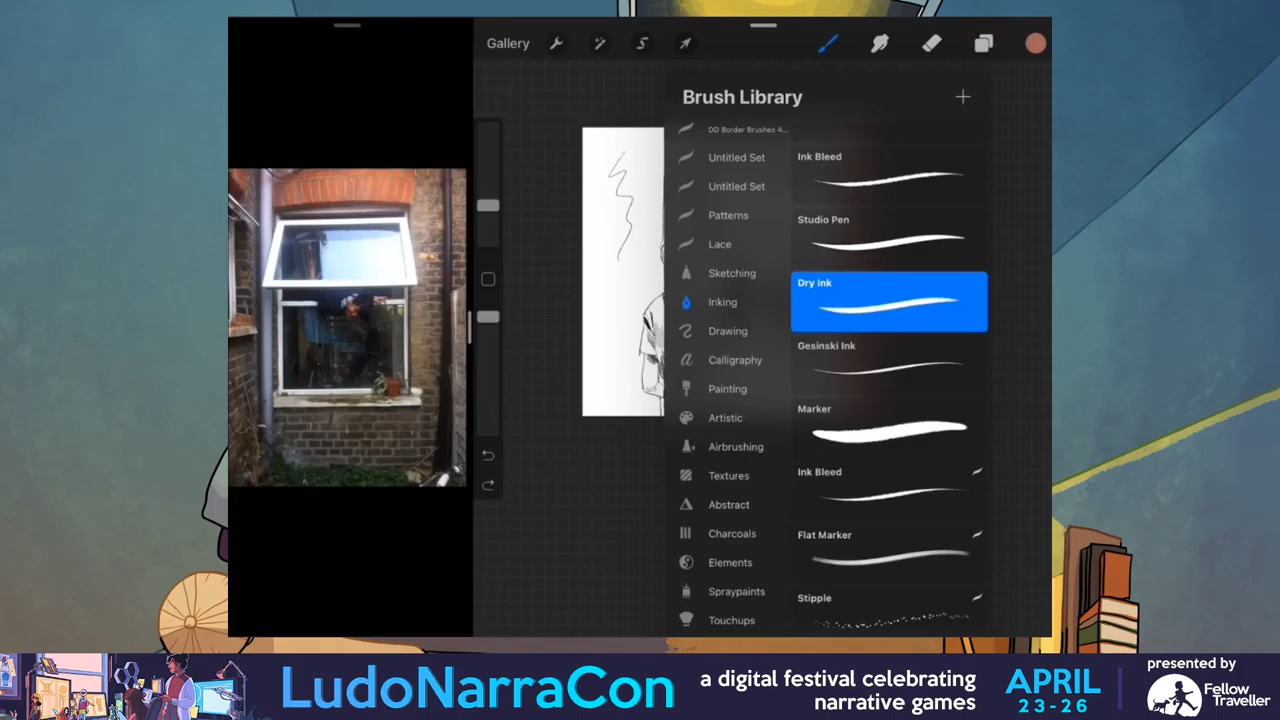 Gallery
Brush Library
DD Border Brushes 4...
Untitled Set
Untitled Set
Patterns
Lace
Sketching
Inking
Drawing
Calligraphy
Painting
Artistic
Airbrushing
Textures
Abstract
Charcoals
Elements
Spraypaints
Touchups
Ink Bleed
Studio Pen
Dry Ink
Gesinski Ink
Marker
Ink Bleed
Flat Marker
Stipple
LudoNarraCon
a digital festival celebrating
narrative games
APRIL
23-26
presented by
Fellow
Traveller